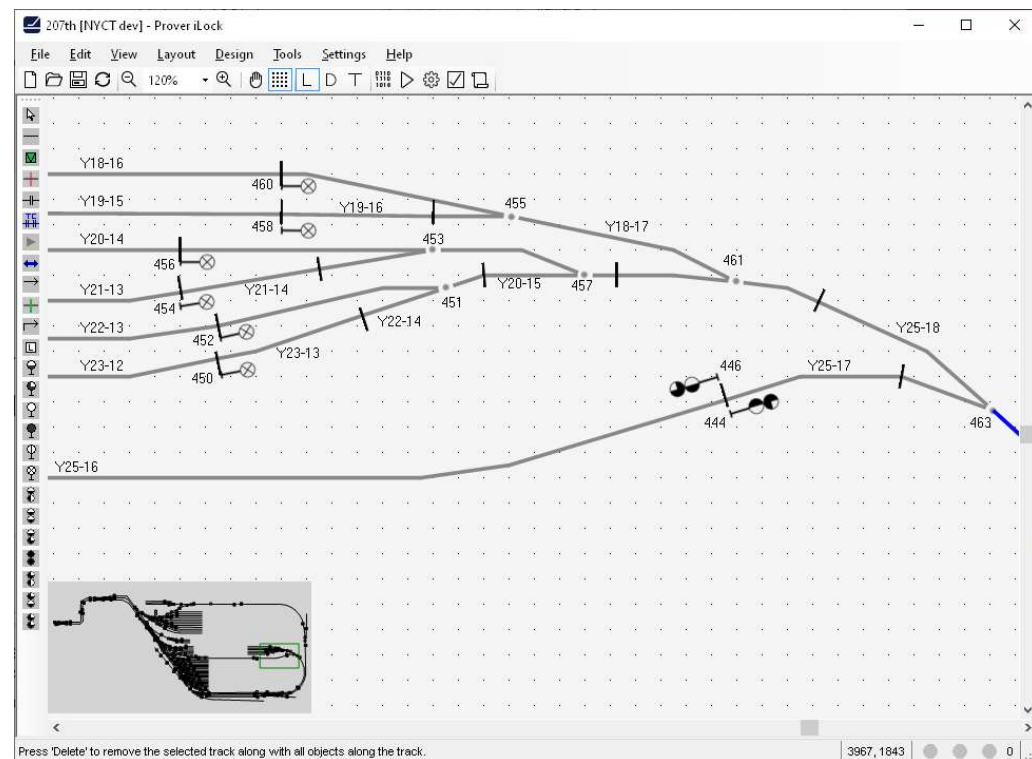 207th [NYCT dev] - Prover iLock
File Edit View Layout Design Tools Settings Help
120% L D T
TC
L
Y18-16
460
Y19-15
Y19-16
455
458
Y18-17
Y20-14
453
456
461
Y21-13
Y21-14
454
Y20-15
457
451
Y22-13
Y22-14
452
Y25-18
Y23-12
Y23-13
450
446
Y25-17
444
463
Y25-16
Press 'Delete' to remove the selected track along with all objects along the track.
3967, 1843
0